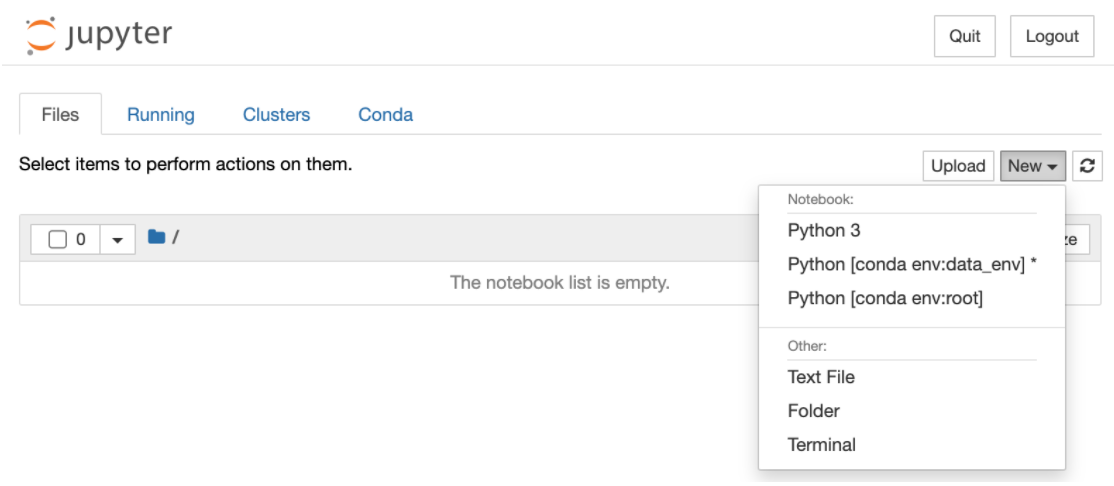 jupyter
Quit
Logout
Files
Running
Clusters
Conda
Select items to perform actions on them.
Upload
New
0
/
The notebook list is empty.
Notebook:
Python 3
Python [conda env:data_env] *
Python [conda env:root]
Other:
Text File
Folder
Terminal